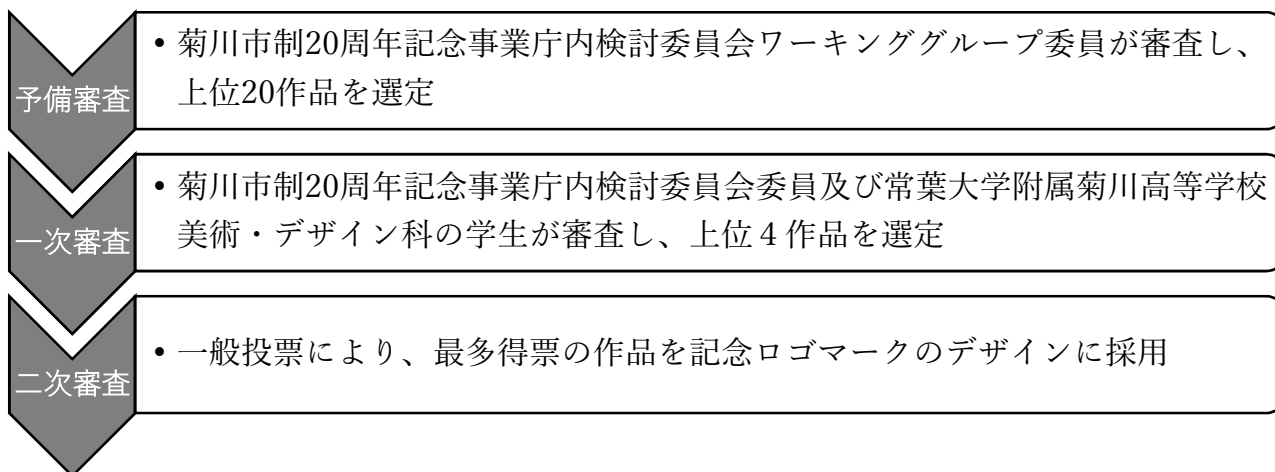 予備審査
・菊川市制20周年記念事業庁内検討委員会ワーキンググループ委員が審査し、
上位20作品を選定
一次審査
・菊川市制20周年記念事業庁内検討委員会委員及び常葉大学附属菊川高等学校
美術・デザイン科の学生が審査し、上位４作品を選定
二次審査
・一般投票により、最多得票の作品を記念ロゴマークのデザインに採用